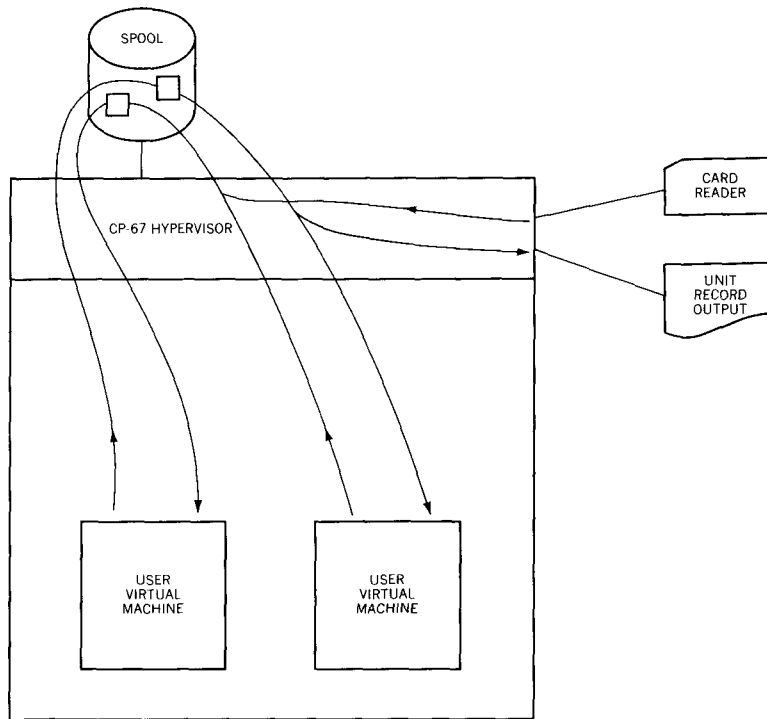 SPOOL
CP-67 HYPERVISOR
CARD
READER
UNIT
RECORD
OUTPUT
USER
VIRTUAL
MACHINE
USER
VIRTUAL
MACHINE